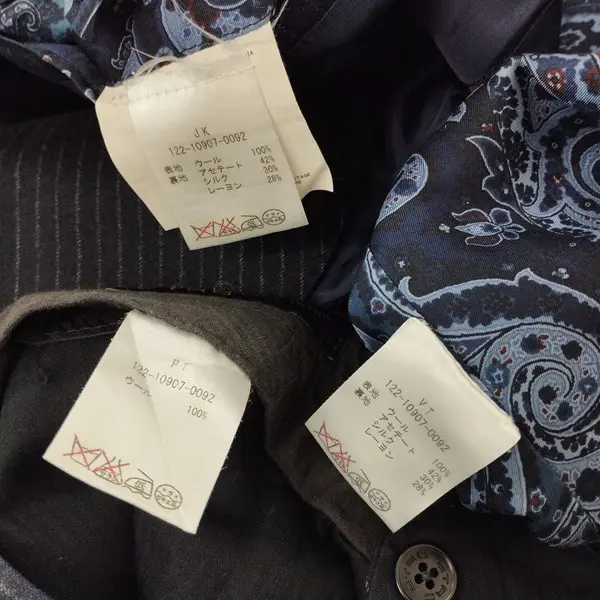 JK
122-10907-0092
表地 ウール 100%
裏地 アセテート 42%
シルク 30%
レーヨン 28%
PT
122-10907-0092
ウール 100%
VT
122-10907-0092
表地 ウール 100%
裏地 アセテート 42%
シルク 30%
レーヨン 28%